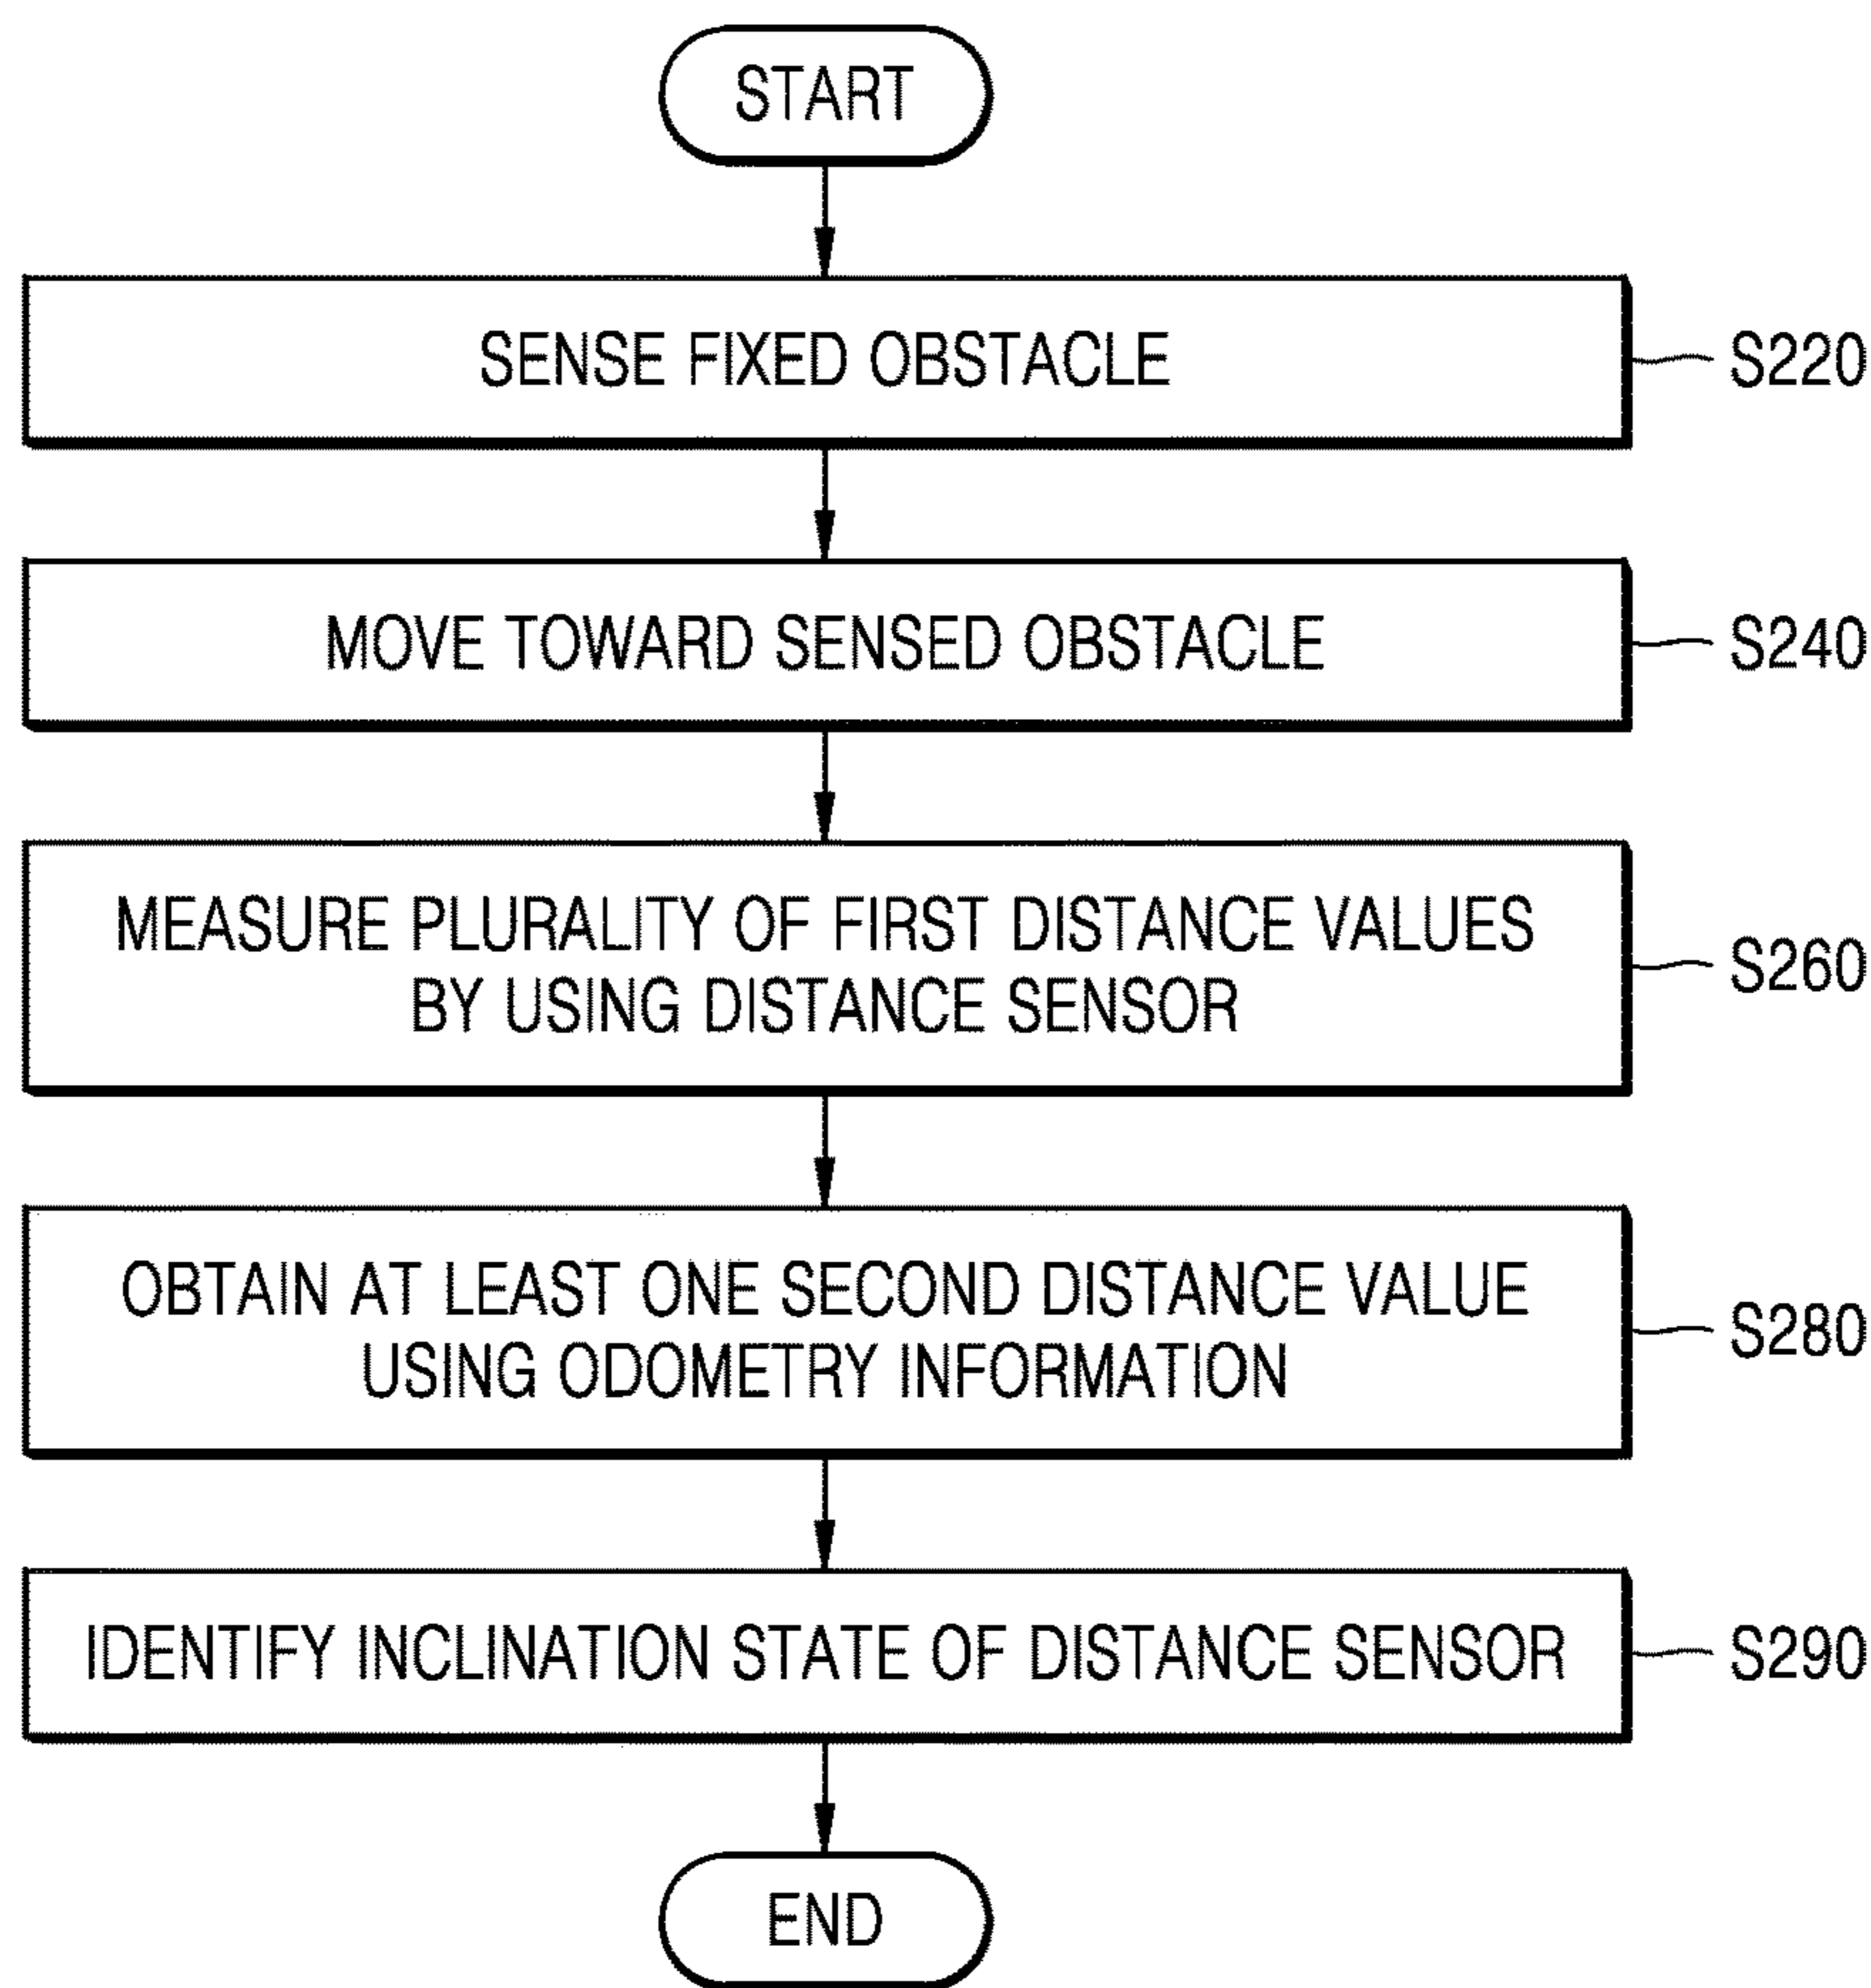 START
SENSE FIXED OBSTACLE
S220
MOVE TOWARD SENSED OBSTACLE
S240
MEASURE PLURALITY OF FIRST DISTANCE VALUES
BY USING DISTANCE SENSOR
S260
OBTAIN AT LEAST ONE SECOND DISTANCE VALUE
USING ODOMETRY INFORMATION
S280
IDENTIFY INCLINATION STATE OF DISTANCE SENSOR
S290
END